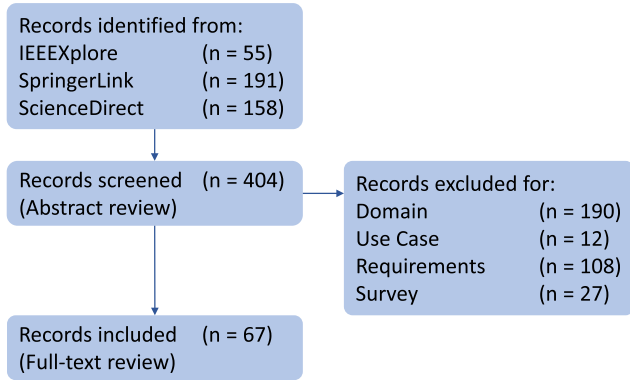 Records identified from:
IEEEXplore (n = 55)
SpringerLink (n = 191)
ScienceDirect (n = 158)
Records screened (n = 404)
(Abstract review)
Records excluded for:
Domain (n = 190)
Use Case (n = 12)
Requirements (n = 108)
Survey (n = 27)
Records included (n = 67)
(Full-text review)